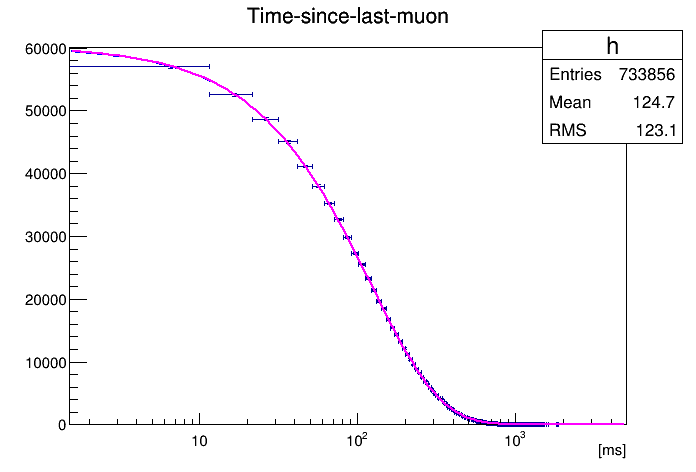 Time-since-last-muon
h
Entries 733856
Mean 124.7
RMS 123.1
60000
50000
40000
30000
20000
10000
0
10 10² 10³
[ms]